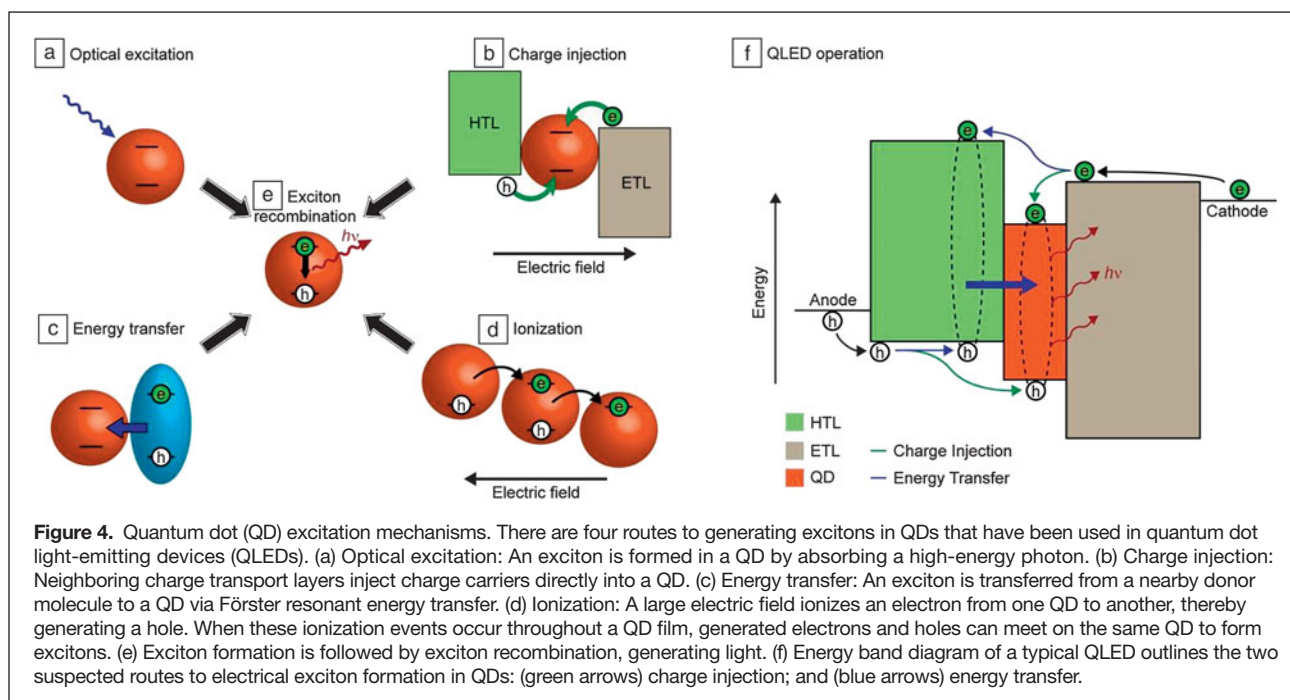 a Optical excitation
b Charge injection
HTL
e
h
ETL
Electric field
e Exciton
recombination
hν
e
h
c Energy transfer
e
h
d Ionization
h
e
h
e
Electric field
f QLED operation
Energy
e
e
e
Cathode
e
hν
Anode
h
h
h
h
HTL
ETL
QD
Charge Injection
Energy Transfer
Figure 4. Quantum dot (QD) excitation mechanisms. There are four routes to generating excitons in QDs that have been used in quantum dot
light-emitting devices (QLEDs). (a) Optical excitation: An exciton is formed in a QD by absorbing a high-energy photon. (b) Charge injection:
Neighboring charge transport layers inject charge carriers directly into a QD. (c) Energy transfer: An exciton is transferred from a nearby donor
molecule to a QD via Förster resonant energy transfer. (d) Ionization: A large electric field ionizes an electron from one QD to another, thereby
generating a hole. When these ionization events occur throughout a QD film, generated electrons and holes can meet on the same QD to form
excitons. (e) Exciton formation is followed by exciton recombination, generating light. (f) Energy band diagram of a typical QLED outlines the two
suspected routes to electrical exciton formation in QDs: (green arrows) charge injection; and (blue arrows) energy transfer.